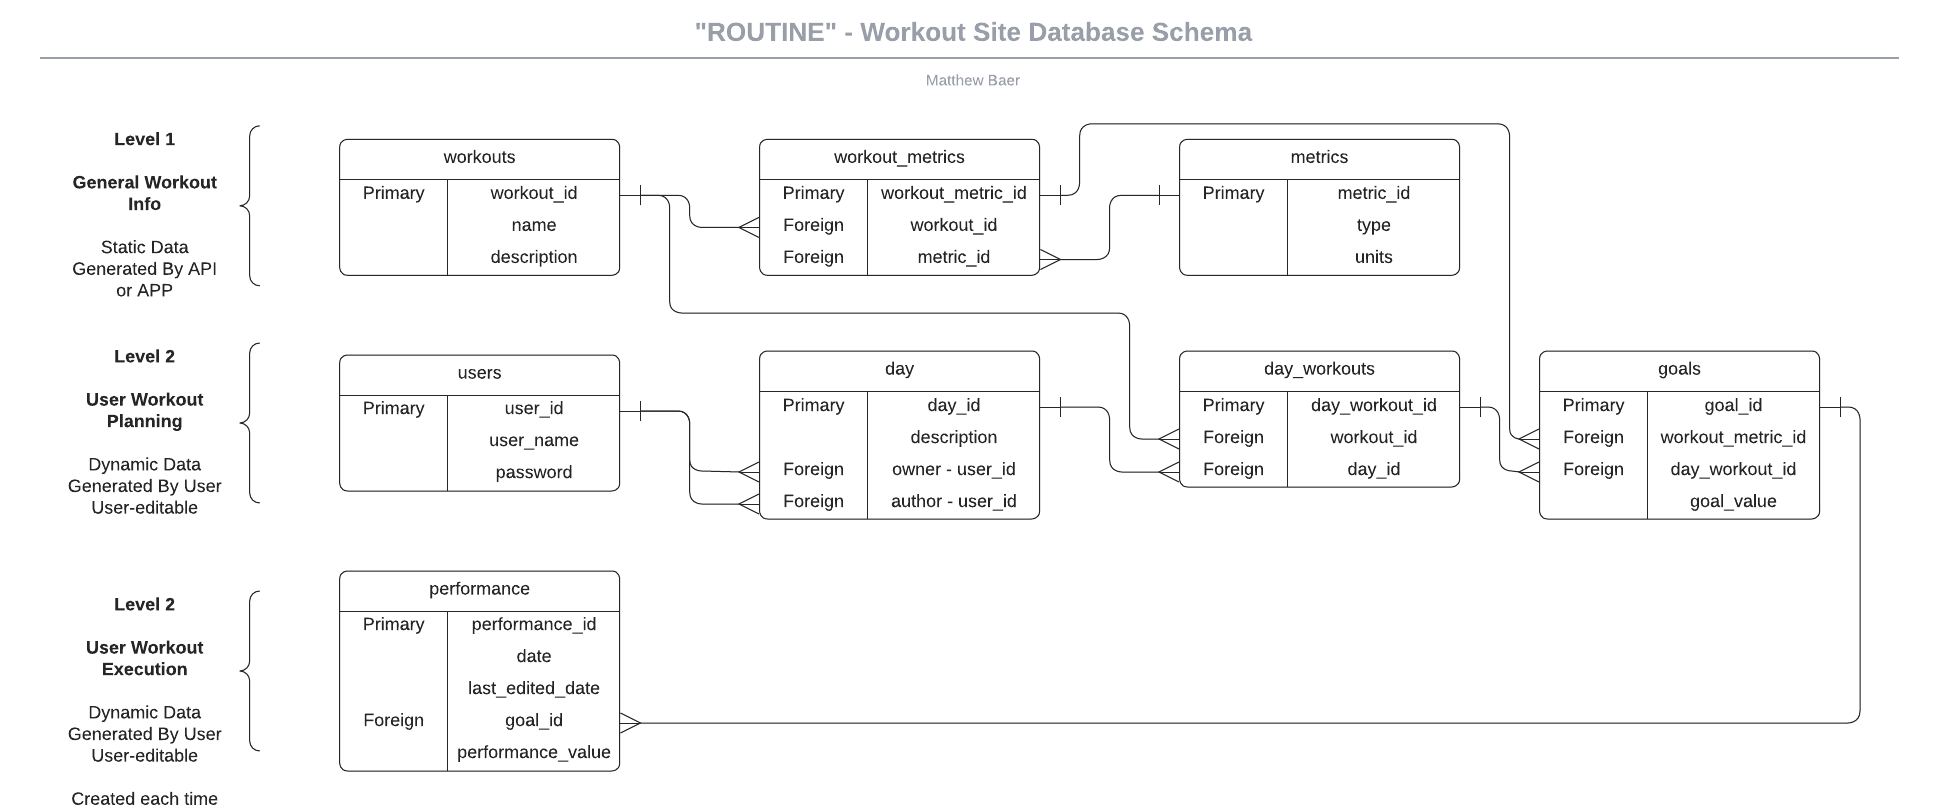 "ROUTINE" - Workout Site Database Schema
Matthew Baer
Level 1
General Workout
Info
Static Data
Generated By API
or APP
workouts
Primary workout_id
name
description
workout_metrics
Primary workout_metric_id
Foreign workout_id
Foreign metric_id
metrics
Primary metric_id
type
units
Level 2
User Workout
Planning
Dynamic Data
Generated By User
User-editable
users
Primary user_id
user_name
password
day
Primary day_id
description
Foreign owner - user_id
Foreign author - user_id
day_workouts
Primary day_workout_id
Foreign workout_id
Foreign day_id
goals
Primary goal_id
Foreign workout_metric_id
Foreign day_workout_id
goal_value
Level 2
User Workout
Execution
Dynamic Data
Generated By User
User-editable
Created each time
performance
Primary performance_id
date
last_edited_date
Foreign goal_id
performance_value